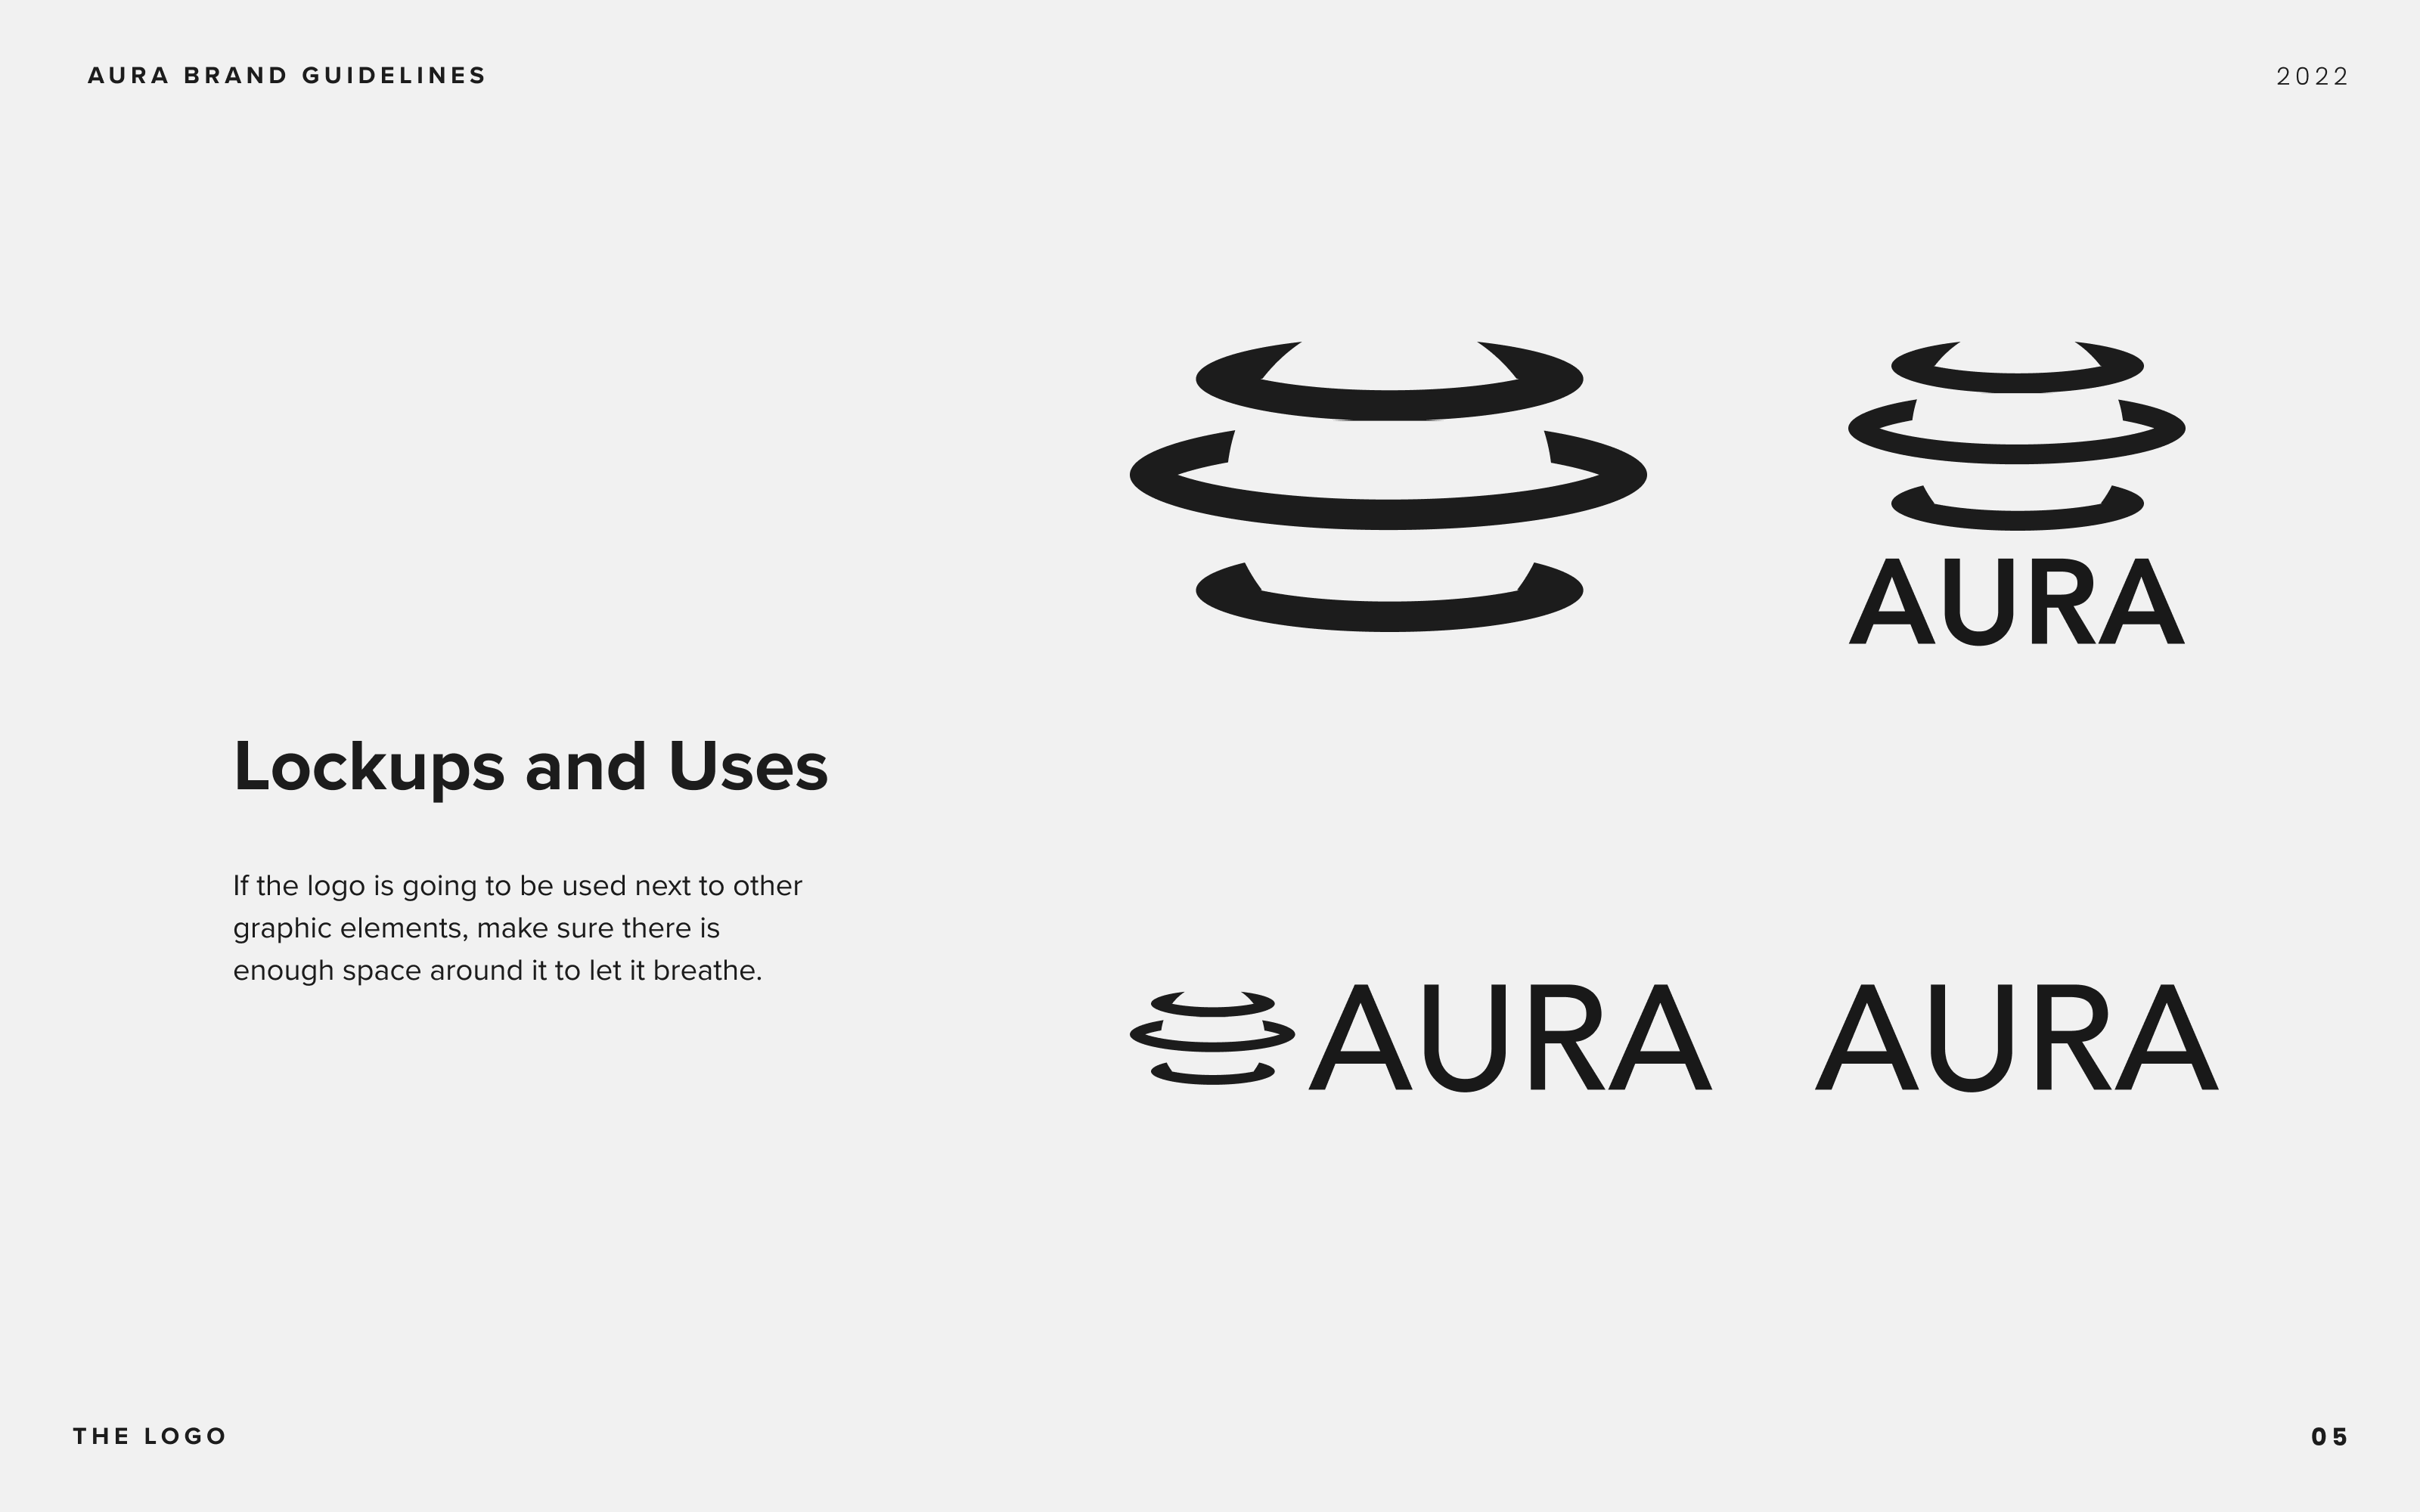 AURA BRAND GUIDELINES
2022
AURA
Lockups and Uses
If the logo is going to be used next to other
graphic elements, make sure there is
enough space around it to let it breathe.
AURA
AURA
THE LOGO
05